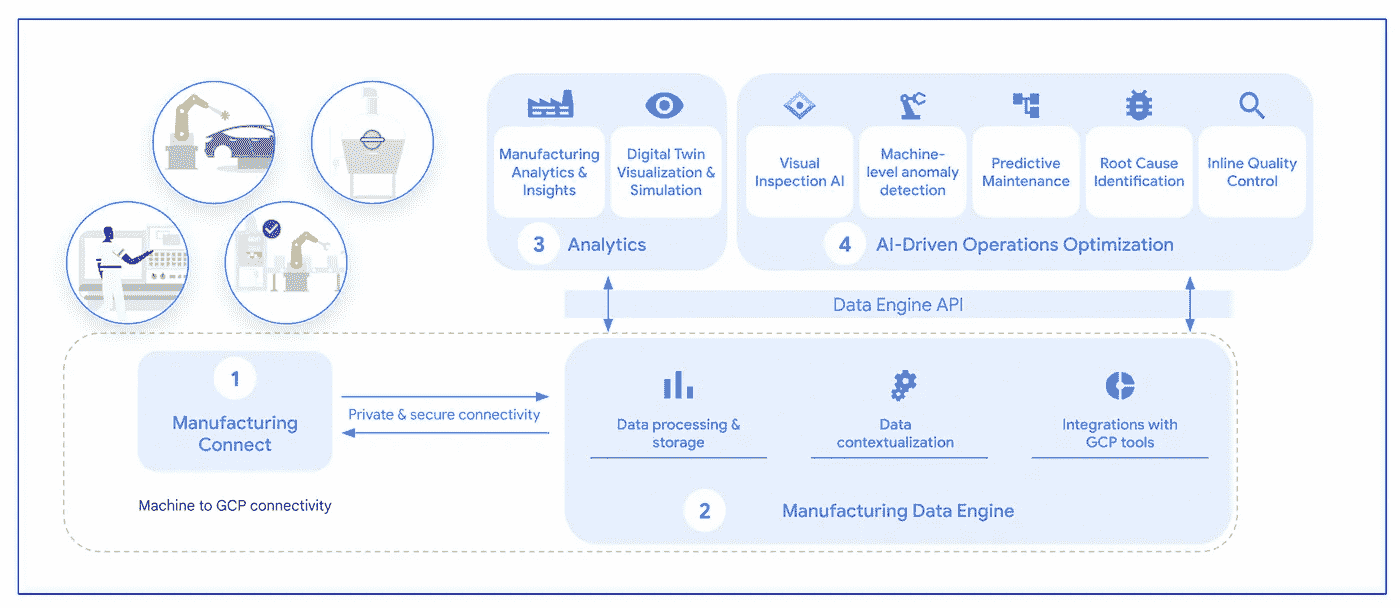 Manufacturing
Analytics &
Insights
Digital Twin
Visualization &
Simulation
3 Analytics
Visual
Inspection AI
Machine-
level anomaly
detection
Predictive
Maintenance
Root Cause
Identification
Inline Quality
Control
4 AI-Driven Operations Optimization
Data Engine API
1
Manufacturing
Connect
Machine to GCP connectivity
Private & secure connectivity
Data processing &
storage
Data
contextualization
Integrations with
GCP tools
2 Manufacturing Data Engine